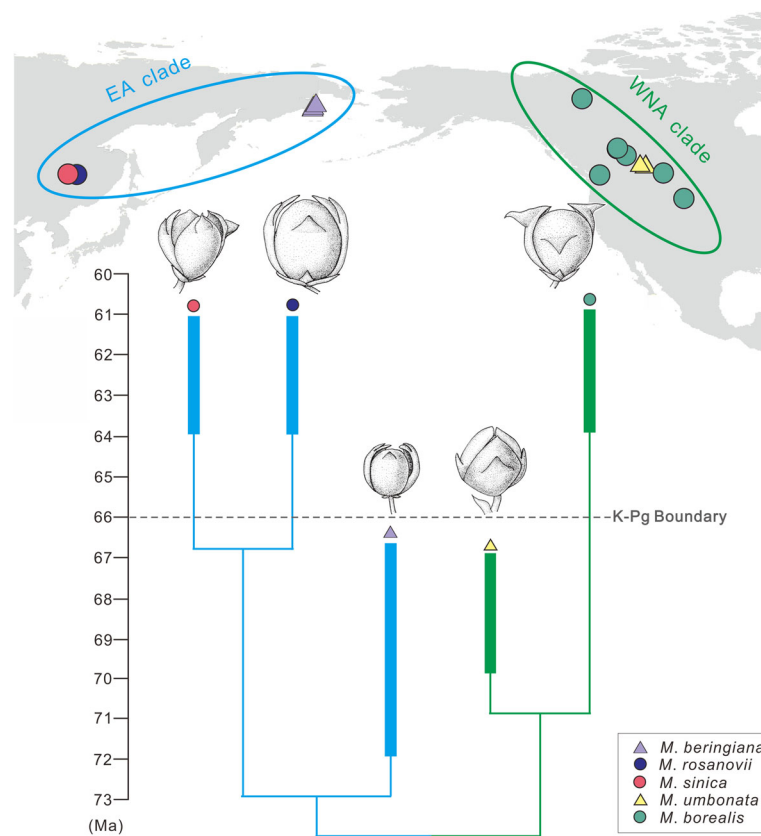 EA clade
WNA clade
60
61
62
63
64
65
66
K-Pg Boundary
67
68
69
70
71
72
73
(Ma)
M. beringiana
M. rosanovii
M. sinica
M. umbonata
M. borealis